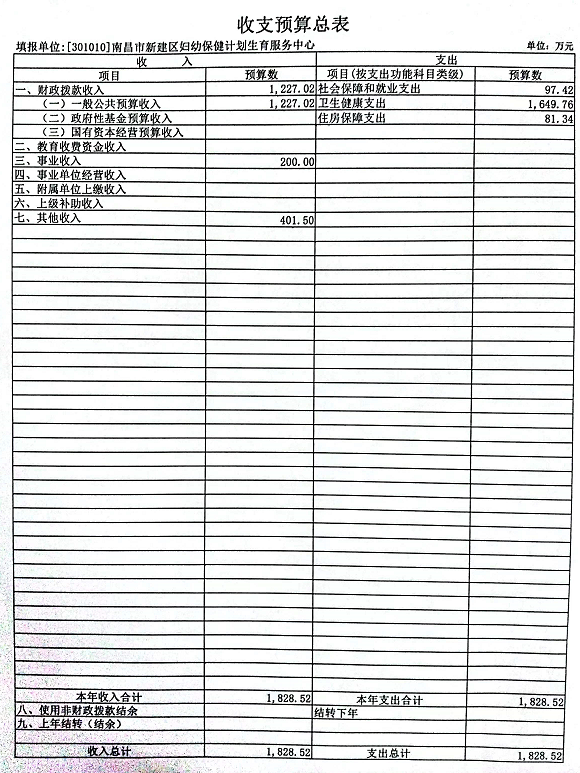 收支预算总表
填报单位:[301010]南昌市新建区妇幼保健计划生育服务中心 单位：万元
收 入 支出
项目 预算数 项目(按支出功能科目类级) 预算数
一、财政拨款收入 1,227.02 社会保障和就业支出 97.42
（一）一般公共预算收入 1,227.02 卫生健康支出 1,649.76
（二）政府性基金预算收入 住房保障支出 81.34
（三）国有资本经营预算收入
二、教育收费资金收入
三、事业收入 200.00
四、事业单位经营收入
五、附属单位上缴收入
六、上级补助收入
七、其他收入 401.50
本年收入合计 1,828.52 本年支出合计 1,828.52
八、使用非财政拨款结余 结转下年
九、上年结转（结余）
收入总计 1,828.52 支出总计 1,828.52